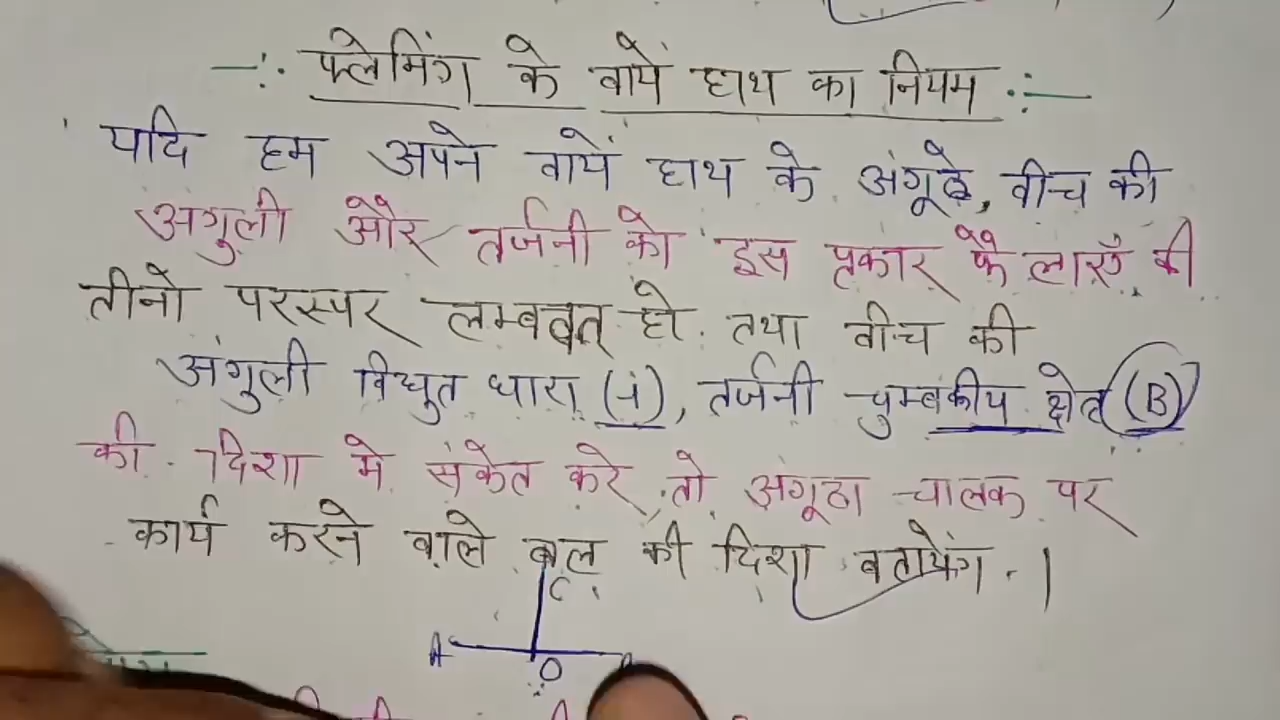 फ्लेमिंग के बायें हाथ का नियम
यदि हम अपने बायें हाथ के अंगूठे, बीच की
अंगुली और तर्जनी को इस प्रकार फैलाएँ की
तीनो परस्पर लम्बवत् हो तथा बीच की
अंगुली विद्युत धारा (i), तर्जनी चुम्बकीय क्षेत्र (B)
की दिशा मे संकेत करे, तो अंगूठा चालक पर
कार्य करने वाले बल की दिशा बतायेंग।
C
A O